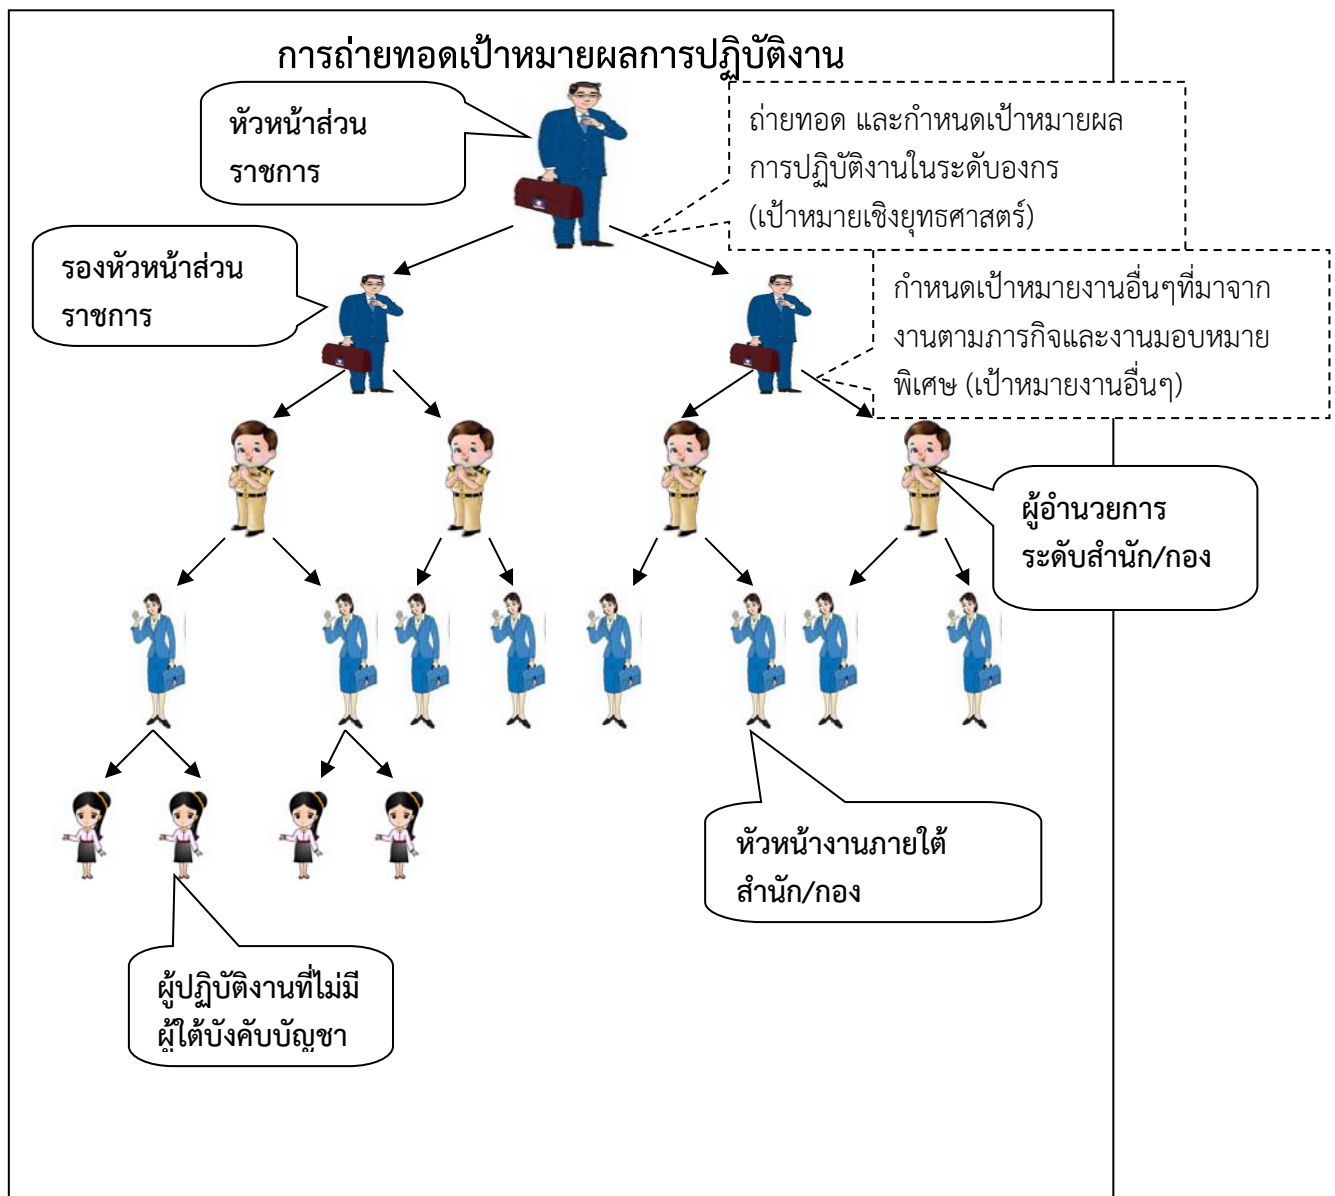 การถ่ายทอดเป้าหมายผลการปฏิบัติงาน
หัวหน้าส่วน
ราชการ
ถ่ายทอด และกำหนดเป้าหมายผล
การปฏิบัติงานในระดับองกร
(เป้าหมายเชิงยุทธศาสตร์)
รองหัวหน้าส่วน
ราชการ
กำหนดเป้าหมายงานอื่นๆที่มาจาก
งานตามภารกิจและงานมอบหมาย
พิเศษ (เป้าหมายงานอื่นๆ)
ผู้อำนวยการ
ระดับสำนัก/กอง
หัวหน้างานภายใต้
สำนัก/กอง
ผู้ปฏิบัติงานที่ไม่มี
ผู้ใต้บังคับบัญชา